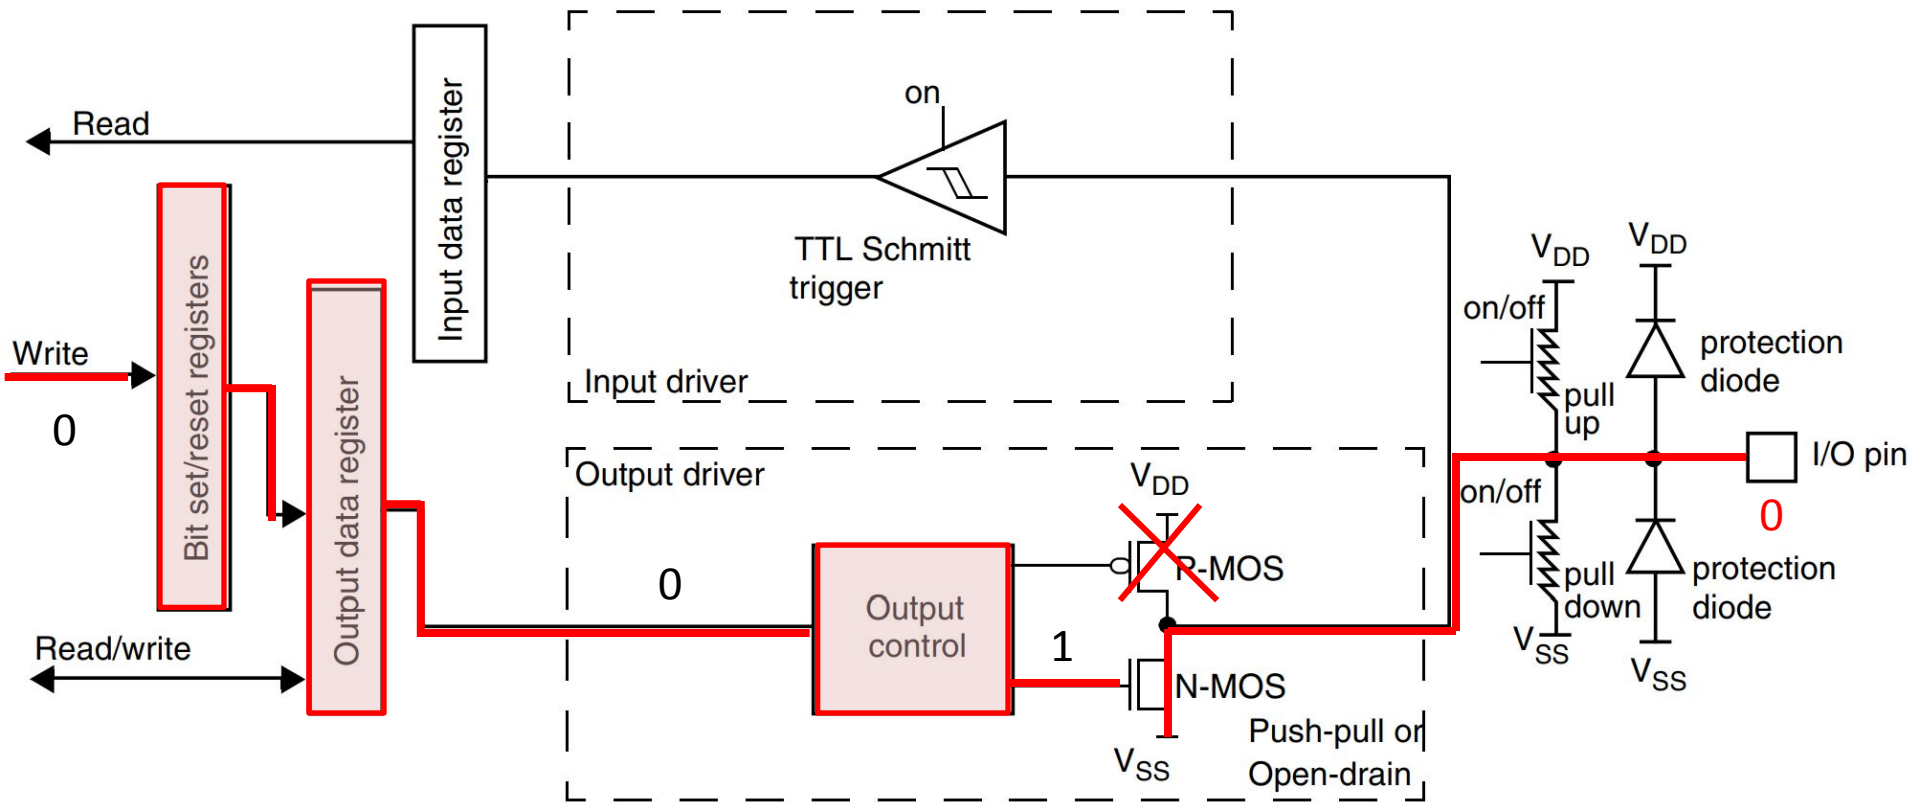 on
Read
Input data register
TTL Schmitt
trigger
Input driver
Bit set/reset registers
Write
0
Output data register
Read/write
Output driver
0
Output
control
1
VDD
P-MOS
N-MOS
VSS
Push-pull or
Open-drain
VDD
VDD
on/off
pull
up
protection
diode
I/O pin
0
on/off
pull
down
protection
diode
VSS
VSS